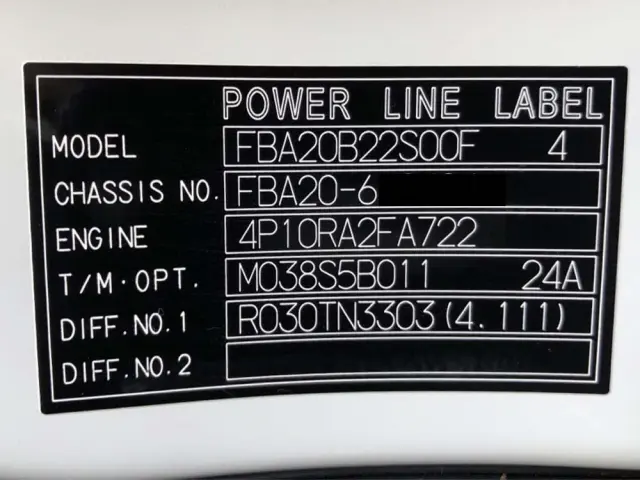 POWER LINE LABEL
MODEL FBA20B22S00F 4
CHASSIS NO. FBA20-6
ENGINE 4P10RA2FA722
T/M·OPT. M038S5B011 24A
DIFF.NO.1 R030TN3303(4.111)
DIFF.NO.2